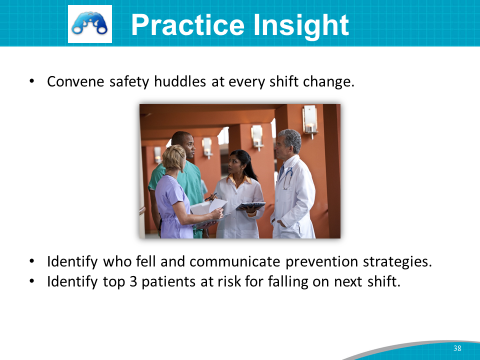 Practice Insight
• Convene safety huddles at every shift change.
• Identify who fell and communicate prevention strategies.
• Identify top 3 patients at risk for falling on next shift.
38